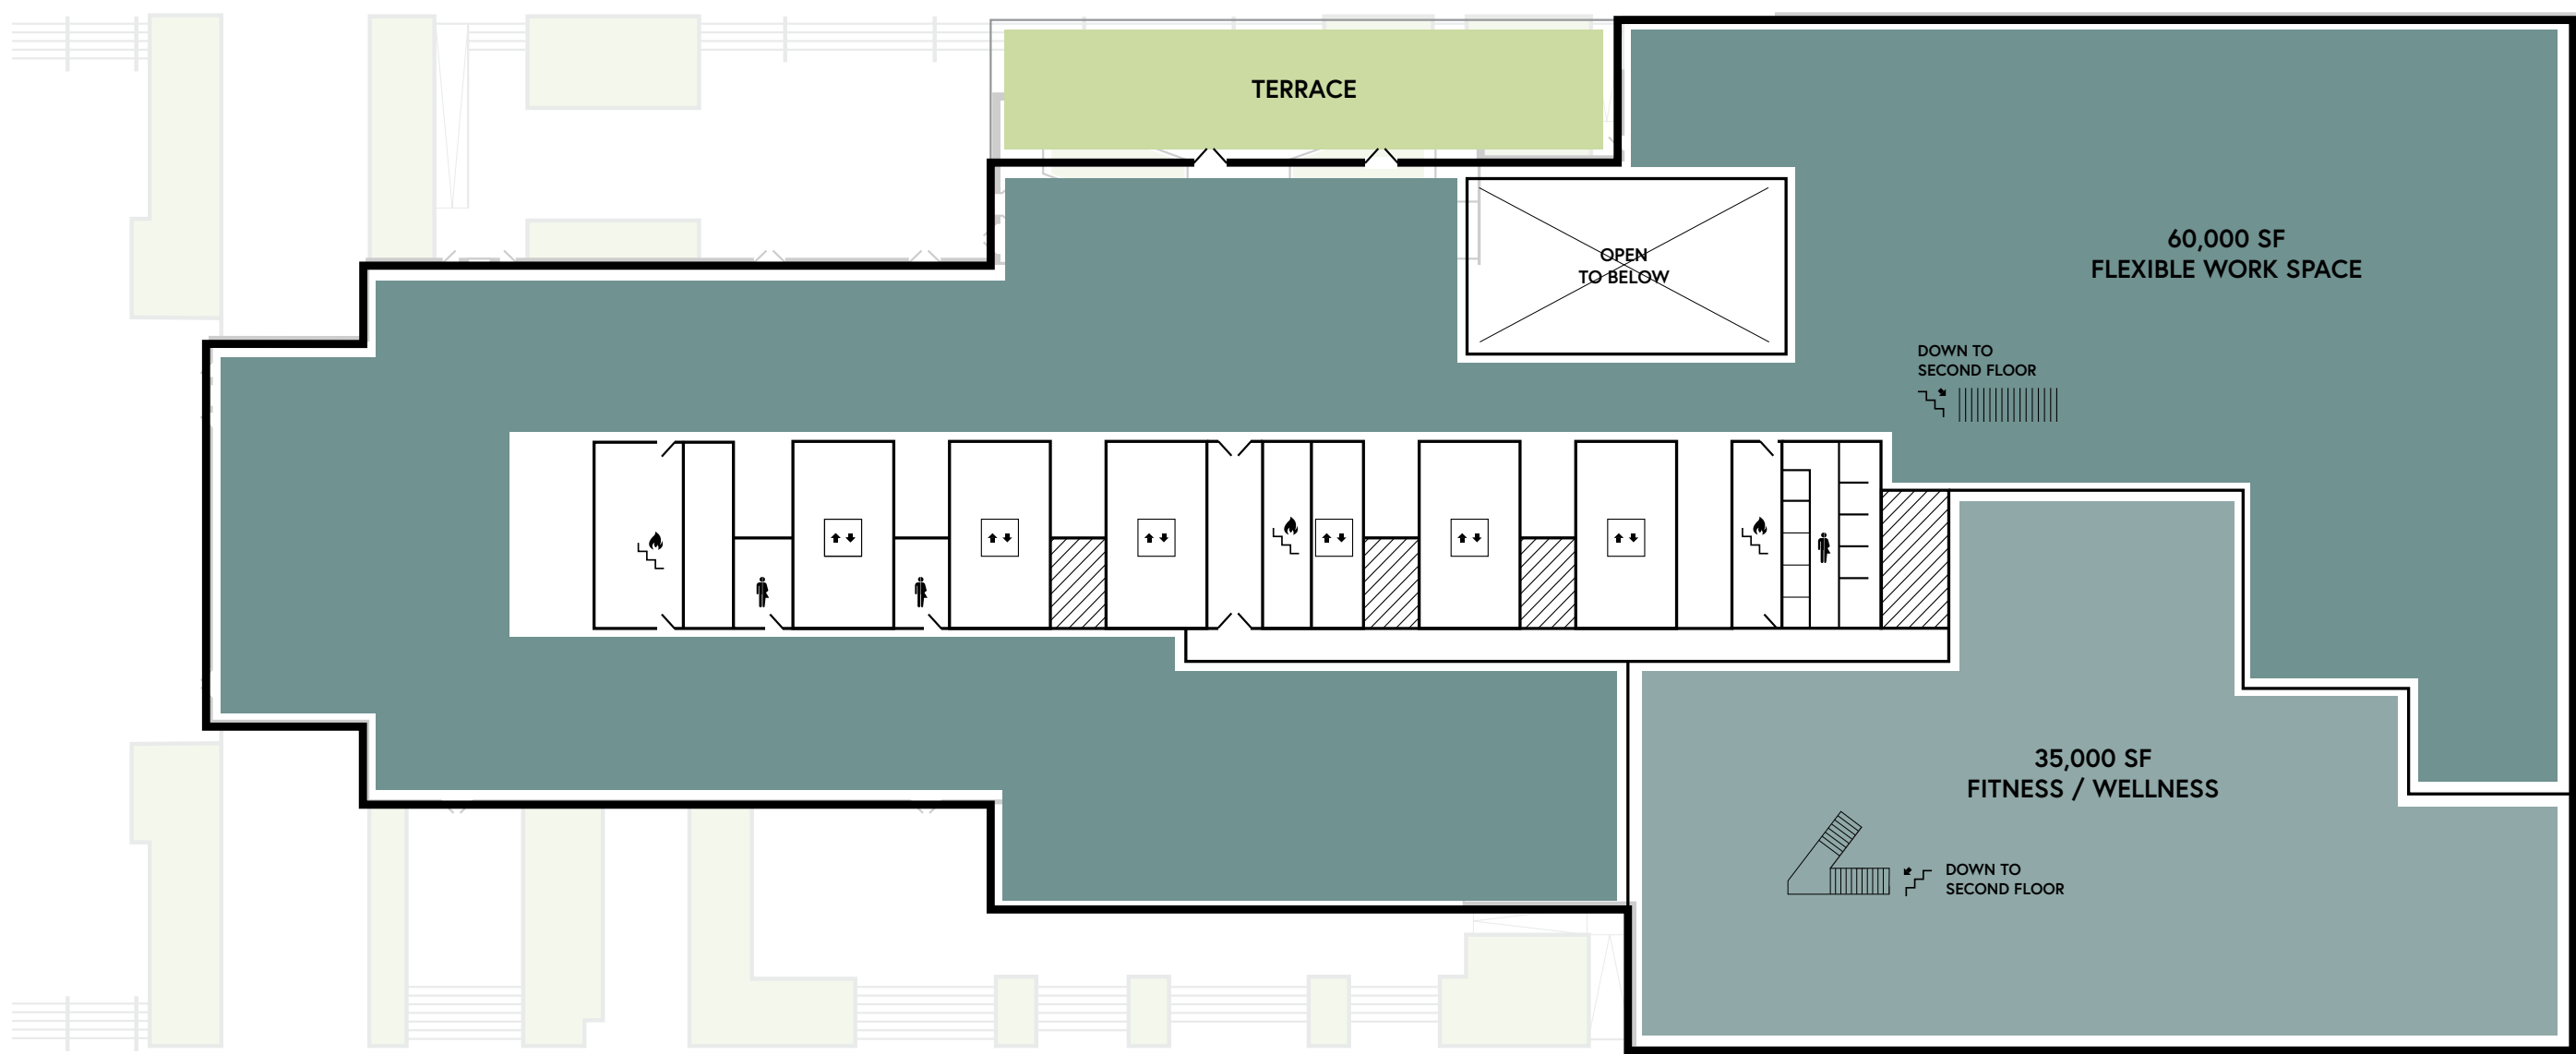 TERRACE
OPEN
TO BELOW
60,000 SF
FLEXIBLE WORK SPACE
DOWN TO
SECOND FLOOR
35,000 SF
FITNESS / WELLNESS
DOWN TO
SECOND FLOOR